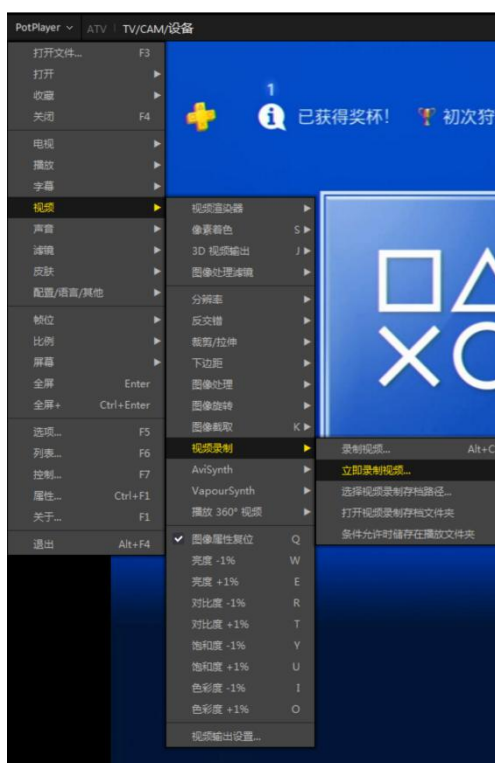 PotPlayer ATV TV/CAM/设备
打开文件... F3
打开
收藏
关闭 F4
电视
播放
字幕
视频
声音
滤镜
皮肤
配置/语言/其他
帧位
比例
屏幕
全屏 Enter
全屏+ Ctrl+Enter
选项... F5
列表... F6
控制... F7
属性... Ctrl+F1
关于... F1
退出 Alt+F4
1
已获得奖杯! 初次狩
视频渲染器
像素着色 S
3D 视频输出 J
图像处理滤镜
分辨率
反交错
裁剪/拉伸
下边距
图像处理
图像旋转
图像截取 K
视频录制
AviSynth
VapourSynth
播放 360° 视频
图像属性复位 Q
亮度 -1% W
亮度 +1% E
对比度 -1% R
对比度 +1% T
饱和度 -1% Y
饱和度 +1% U
色彩度 -1% I
色彩度 +1% O
视频输出设置...
录制视频... Alt+C
立即录制视频...
选择视频录制存档路径...
打开视频录制存档文件夹
条件允许时储存在播放文件夹